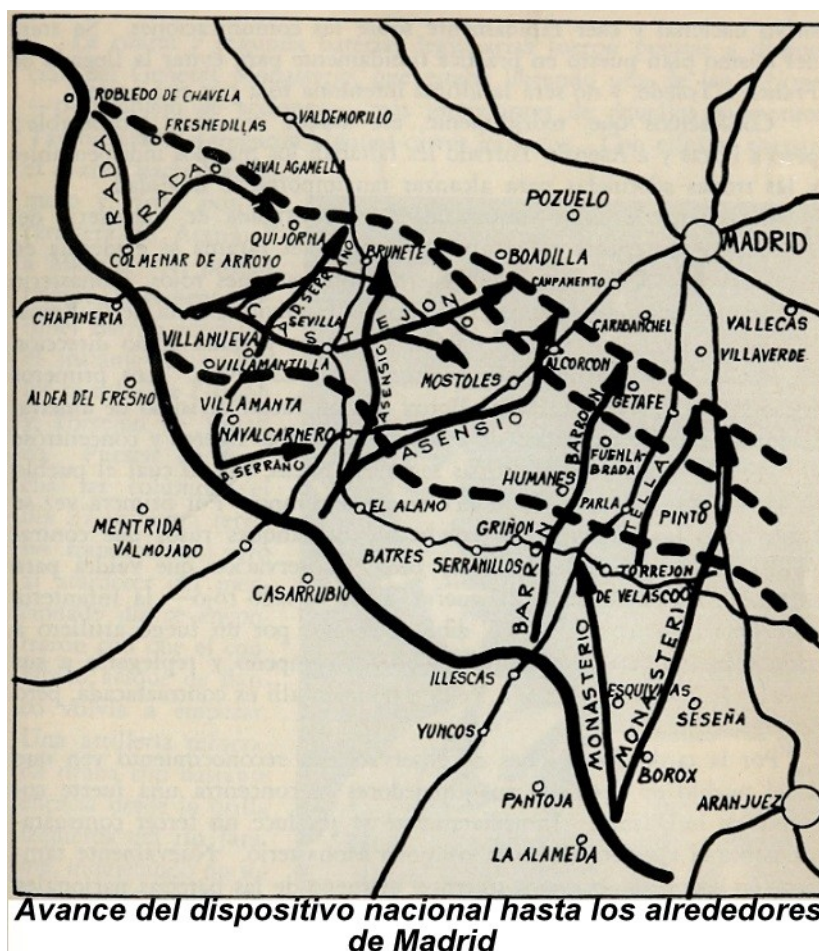 ROBLEDO DE CHAVELA
FRESNEDILLAS
VALDEMORILLO
NAVALAGAMELLA
RADA
RADA
POZUELO
MADRID
QUIJORNA
BRUNETE
BOADILLA
COLMENAR DE ARROYO
D. SERRANO
CAMPAMENTO
CHAPINERIA
CASTEJON
SEVILLA
CARABANCHEL
VALLECAS
VILLANUEVA
VILLAVERDE
VILLAMANTILLA
ASENSIO
ALCORCON
MOSTOLES
ALDEA DEL FRESNO
GETAFE
VILLAMANTA
BARRON
NAVALCARNERO
ASENSIO
FUENLA-
BRADA
D. SERRANO
HUMANES
TELLA
EL ALAMO
PARLA
PINTO
MENTRIDA
GRIÑON
VALMOJADO
BATRES
SERRANILLOS
TORREJON
DE VELASCO
CASARRUBIO
BARRON
MONASTERIO
MONASTERIO
ILLESCAS
ESQUIVIAS
SESEÑA
YUNCOS
BOROX
PANTOJA
ARANJUEZ
LA ALAMEDA
Avance del dispositivo nacional hasta los alrededores
de Madrid